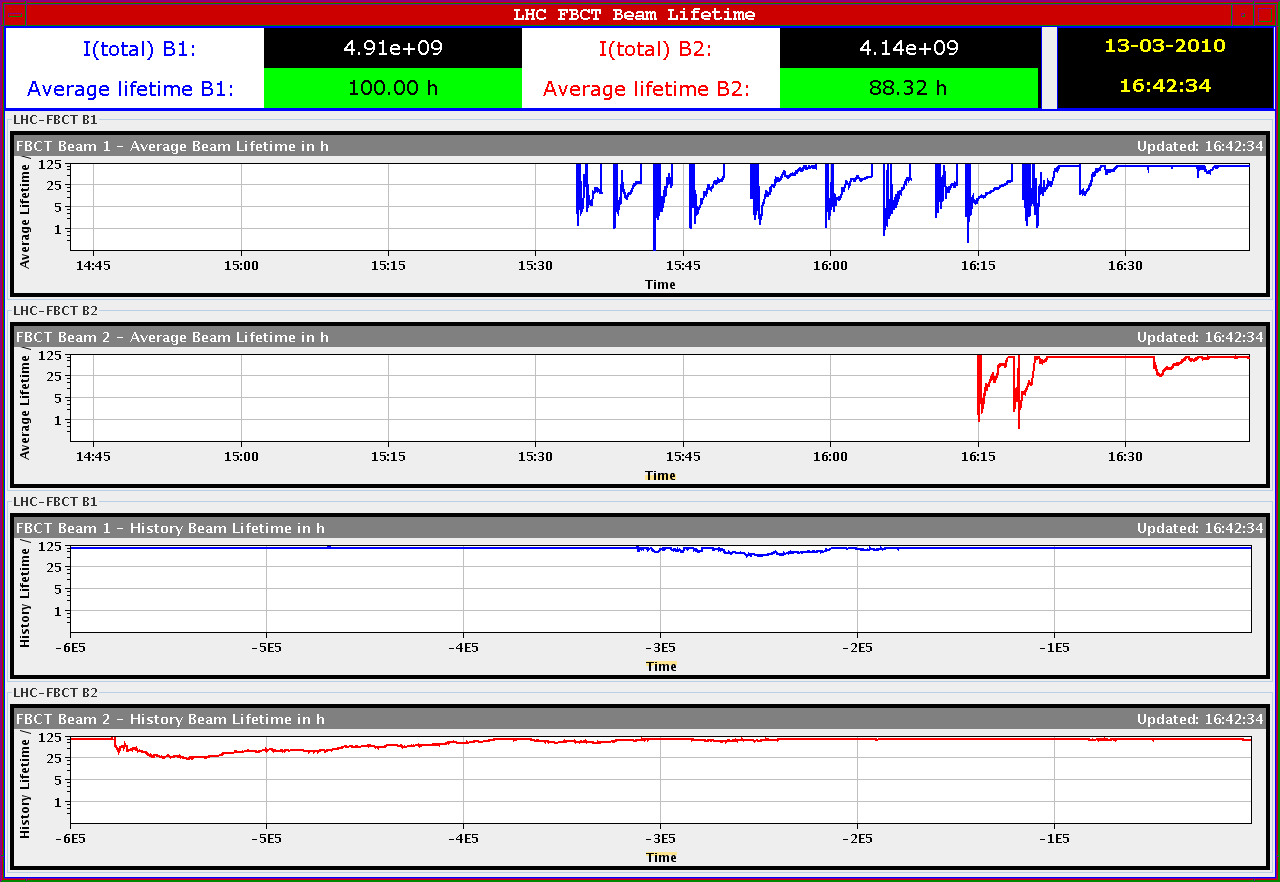 LHC FBCT Beam Lifetime
I(total) B1: 4.91e+09 I(total) B2: 4.14e+09 13-03-2010
Average lifetime B1: 100.00 h Average lifetime B2: 88.32 h 16:42:34
LHC-FBCT B1
FBCT Beam 1 - Average Beam Lifetime in h Updated: 16:42:34
Average Lifetime /
125
25
5
1
14:45 15:00 15:15 15:30 15:45 16:00 16:15 16:30
Time
LHC-FBCT B2
FBCT Beam 2 - Average Beam Lifetime in h Updated: 16:42:34
Average Lifetime /
125
25
5
1
14:45 15:00 15:15 15:30 15:45 16:00 16:15 16:30
Time
LHC-FBCT B1
FBCT Beam 1 - History Beam Lifetime in h Updated: 16:42:34
History Lifetime /
125
25
5
1
-6E5 -5E5 -4E5 -3E5 -2E5 -1E5
Time
LHC-FBCT B2
FBCT Beam 2 - History Beam Lifetime in h Updated: 16:42:34
History Lifetime /
125
25
5
1
-6E5 -5E5 -4E5 -3E5 -2E5 -1E5
Time